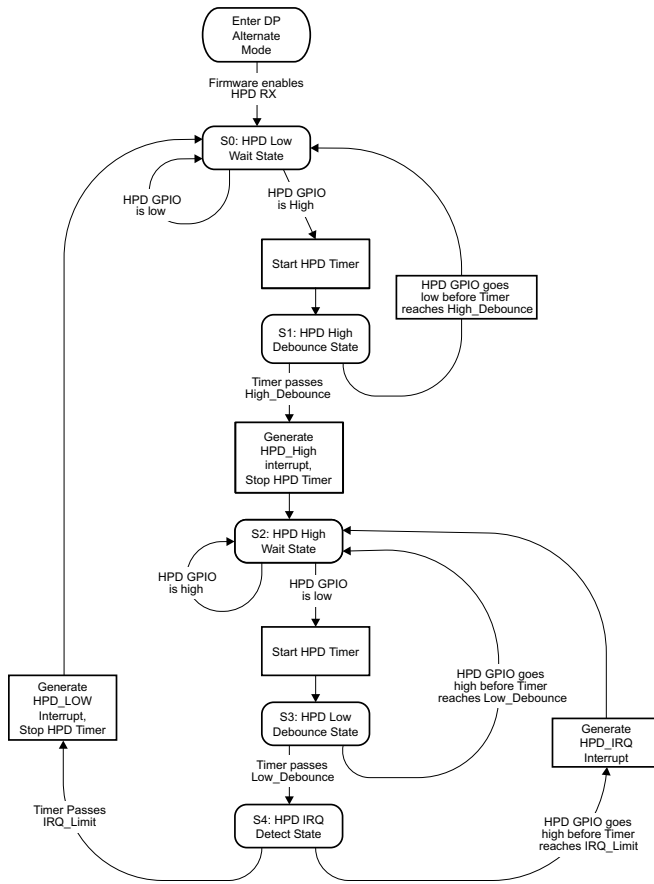 Enter DP
Alternate
Mode
Firmware enables
HPD RX
S0: HPD Low
Wait State
HPD GPIO
is low
HPD GPIO
is High
Start HPD Timer
HPD GPIO goes
low before Timer
reaches High_Debounce
S1: HPD High
Debounce State
Timer passes
High_Debounce
Generate
HPD_High
interrupt,
Stop HPD Timer
S2: HPD High
Wait State
HPD GPIO
is high
HPD GPIO
is low
Start HPD Timer
HPD GPIO goes
high before Timer
reaches Low_Debounce
Generate
HPD_LOW
Interrupt,
Stop HPD Timer
S3: HPD Low
Debounce State
Generate
HPD_IRQ
Interrupt
Timer passes
Low_Debounce
Timer Passes
IRQ_Limit
S4: HPD IRQ
Detect State
HPD GPIO goes
high before Timer
reaches IRQ_Limit